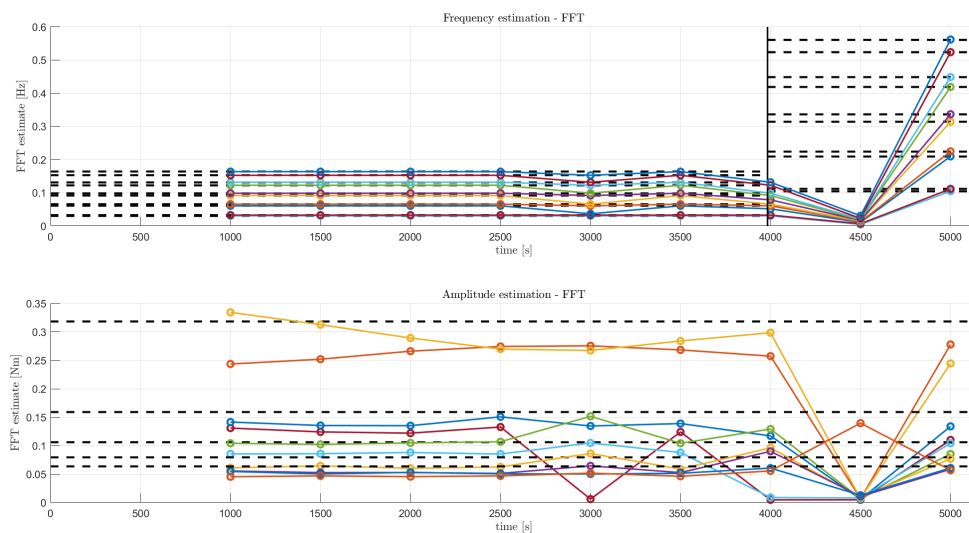 Frequency estimation - FFT
0.6
0.5
0.4
0.3
0.2
0.1
0
FFT estimate [Hz]
0 500 1000 1500 2000 2500 3000 3500 4000 4500 5000
time [s]
Amplitude estimation - FFT
0.35
0.3
0.25
0.2
0.15
0.1
0.05
0
FFT estimate [Nm]
0 500 1000 1500 2000 2500 3000 3500 4000 4500 5000
time [s]